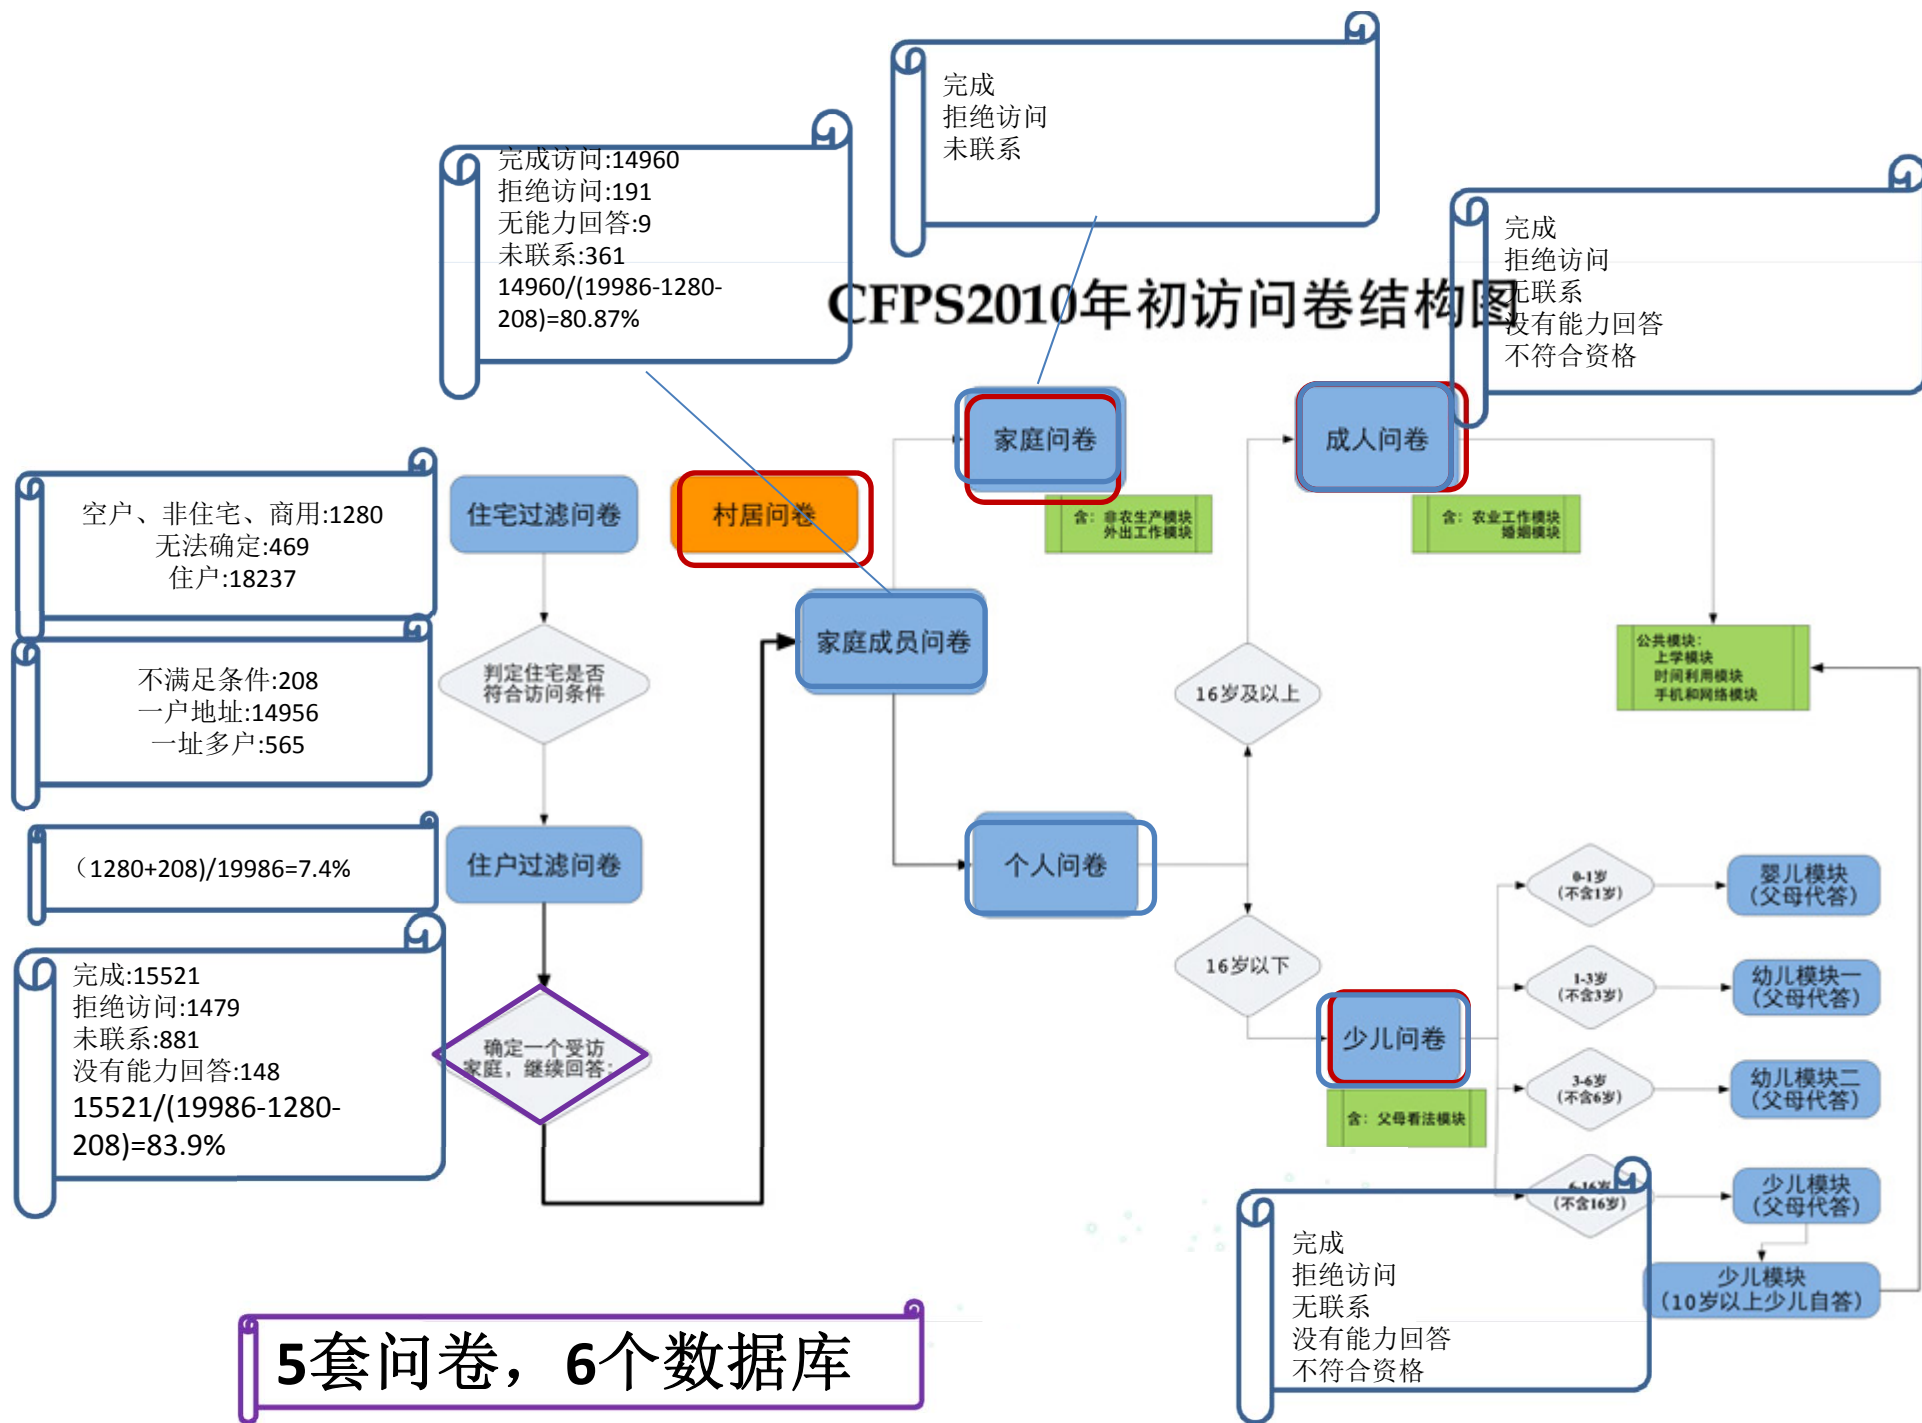 完成
拒绝访问
未联系
完成访问:14960
拒绝访问:191
无能力回答:9
未联系:361
14960/(19986-1280-
208)=80.87%
完成
拒绝访问
无联系
没有能力回答
不符合资格
CFPS2010年初访问卷结构图
家庭问卷
成人问卷
空户、非住宅、商用:1280
无法确定:469
住户:18237
住宅过滤问卷
村居问卷
含：非农生产模块
外出工作模块
含：农业工作模块
婚姻模块
不满足条件:208
一户地址:14956
一址多户:565
判定住宅是否
符合访问条件
家庭成员问卷
16岁及以上
公共模块：
上学模块
时间利用模块
手机和网络模块
（1280+208)/19986=7.4%
住户过滤问卷
个人问卷
0-1岁
(不含1岁)
婴儿模块
（父母代答）
完成:15521
拒绝访问:1479
未联系:881
没有能力回答:148
15521/(19986-1280-
208)=83.9%
确定一个受访
家庭，继续回答;
16岁以下
1-3岁
(不含3岁)
幼儿模块一
（父母代答）
少儿问卷
3-6岁
(不含6岁)
幼儿模块二
（父母代答）
含：父母看法模块
6-16岁
(不含16岁)
少儿模块
（父母代答）
少儿模块
（10岁以上少儿自答）
完成
拒绝访问
无联系
没有能力回答
不符合资格
5套问卷，6个数据库